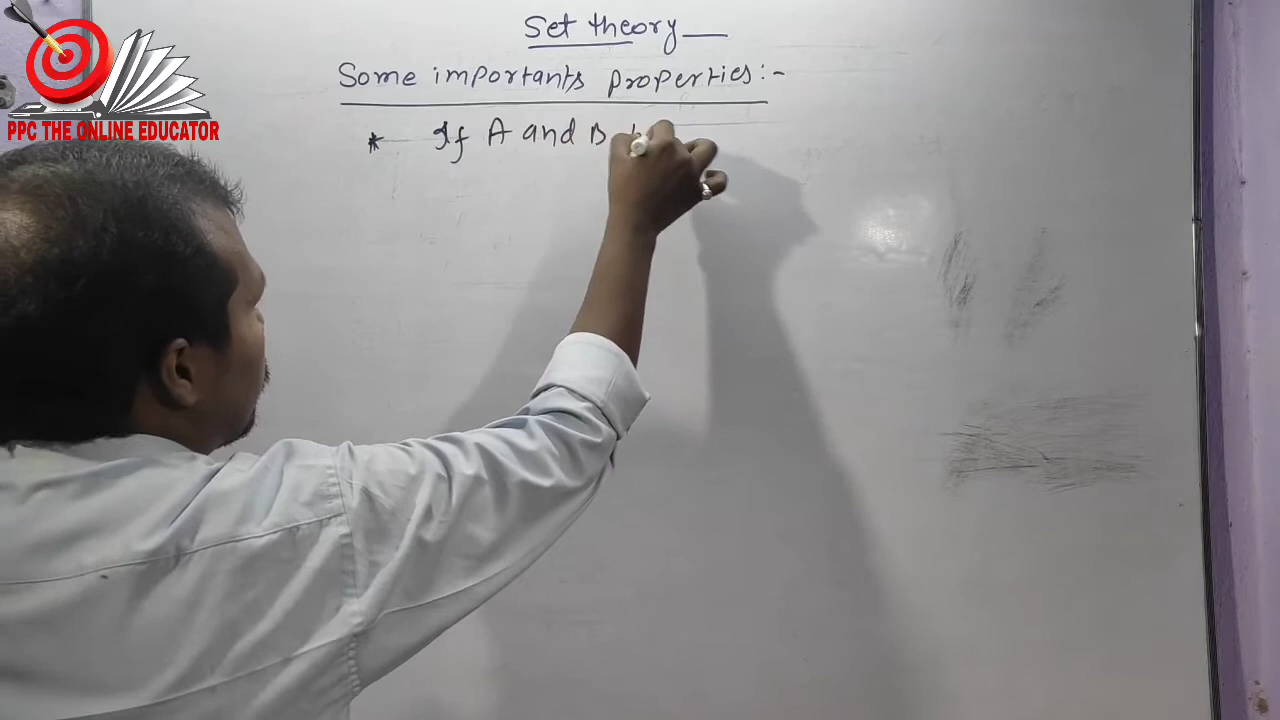 Set theory
Some importants properties:-
* If A and B
PPC THE ONLINE EDUCATOR